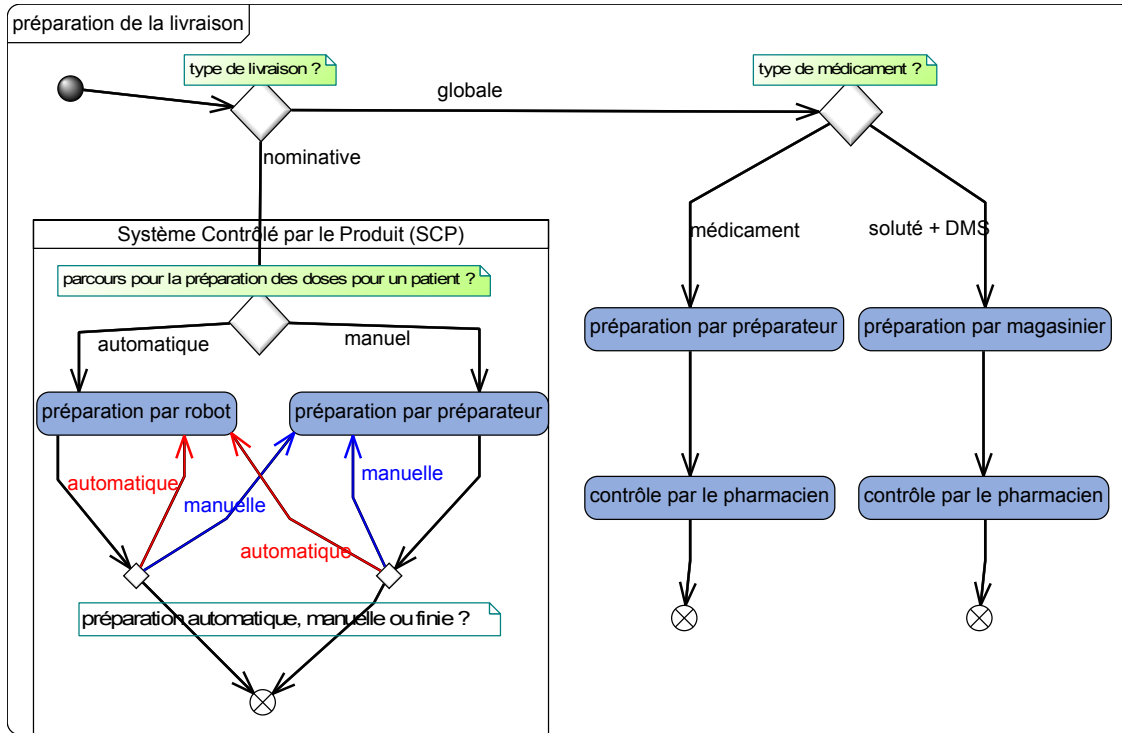 préparation de la livraison
type de livraison ?
type de médicament ?
globale
nominative
médicament
soluté + DMS
Système Contrôlé par le Produit (SCP)
parcours pour la préparation des doses pour un patient ?
automatique
manuel
préparation par préparateur
préparation par magasinier
préparation par robot
préparation par préparateur
automatique
manuelle
manuelle
automatique
contrôle par le pharmacien
contrôle par le pharmacien
préparation automatique, manuelle ou finie ?